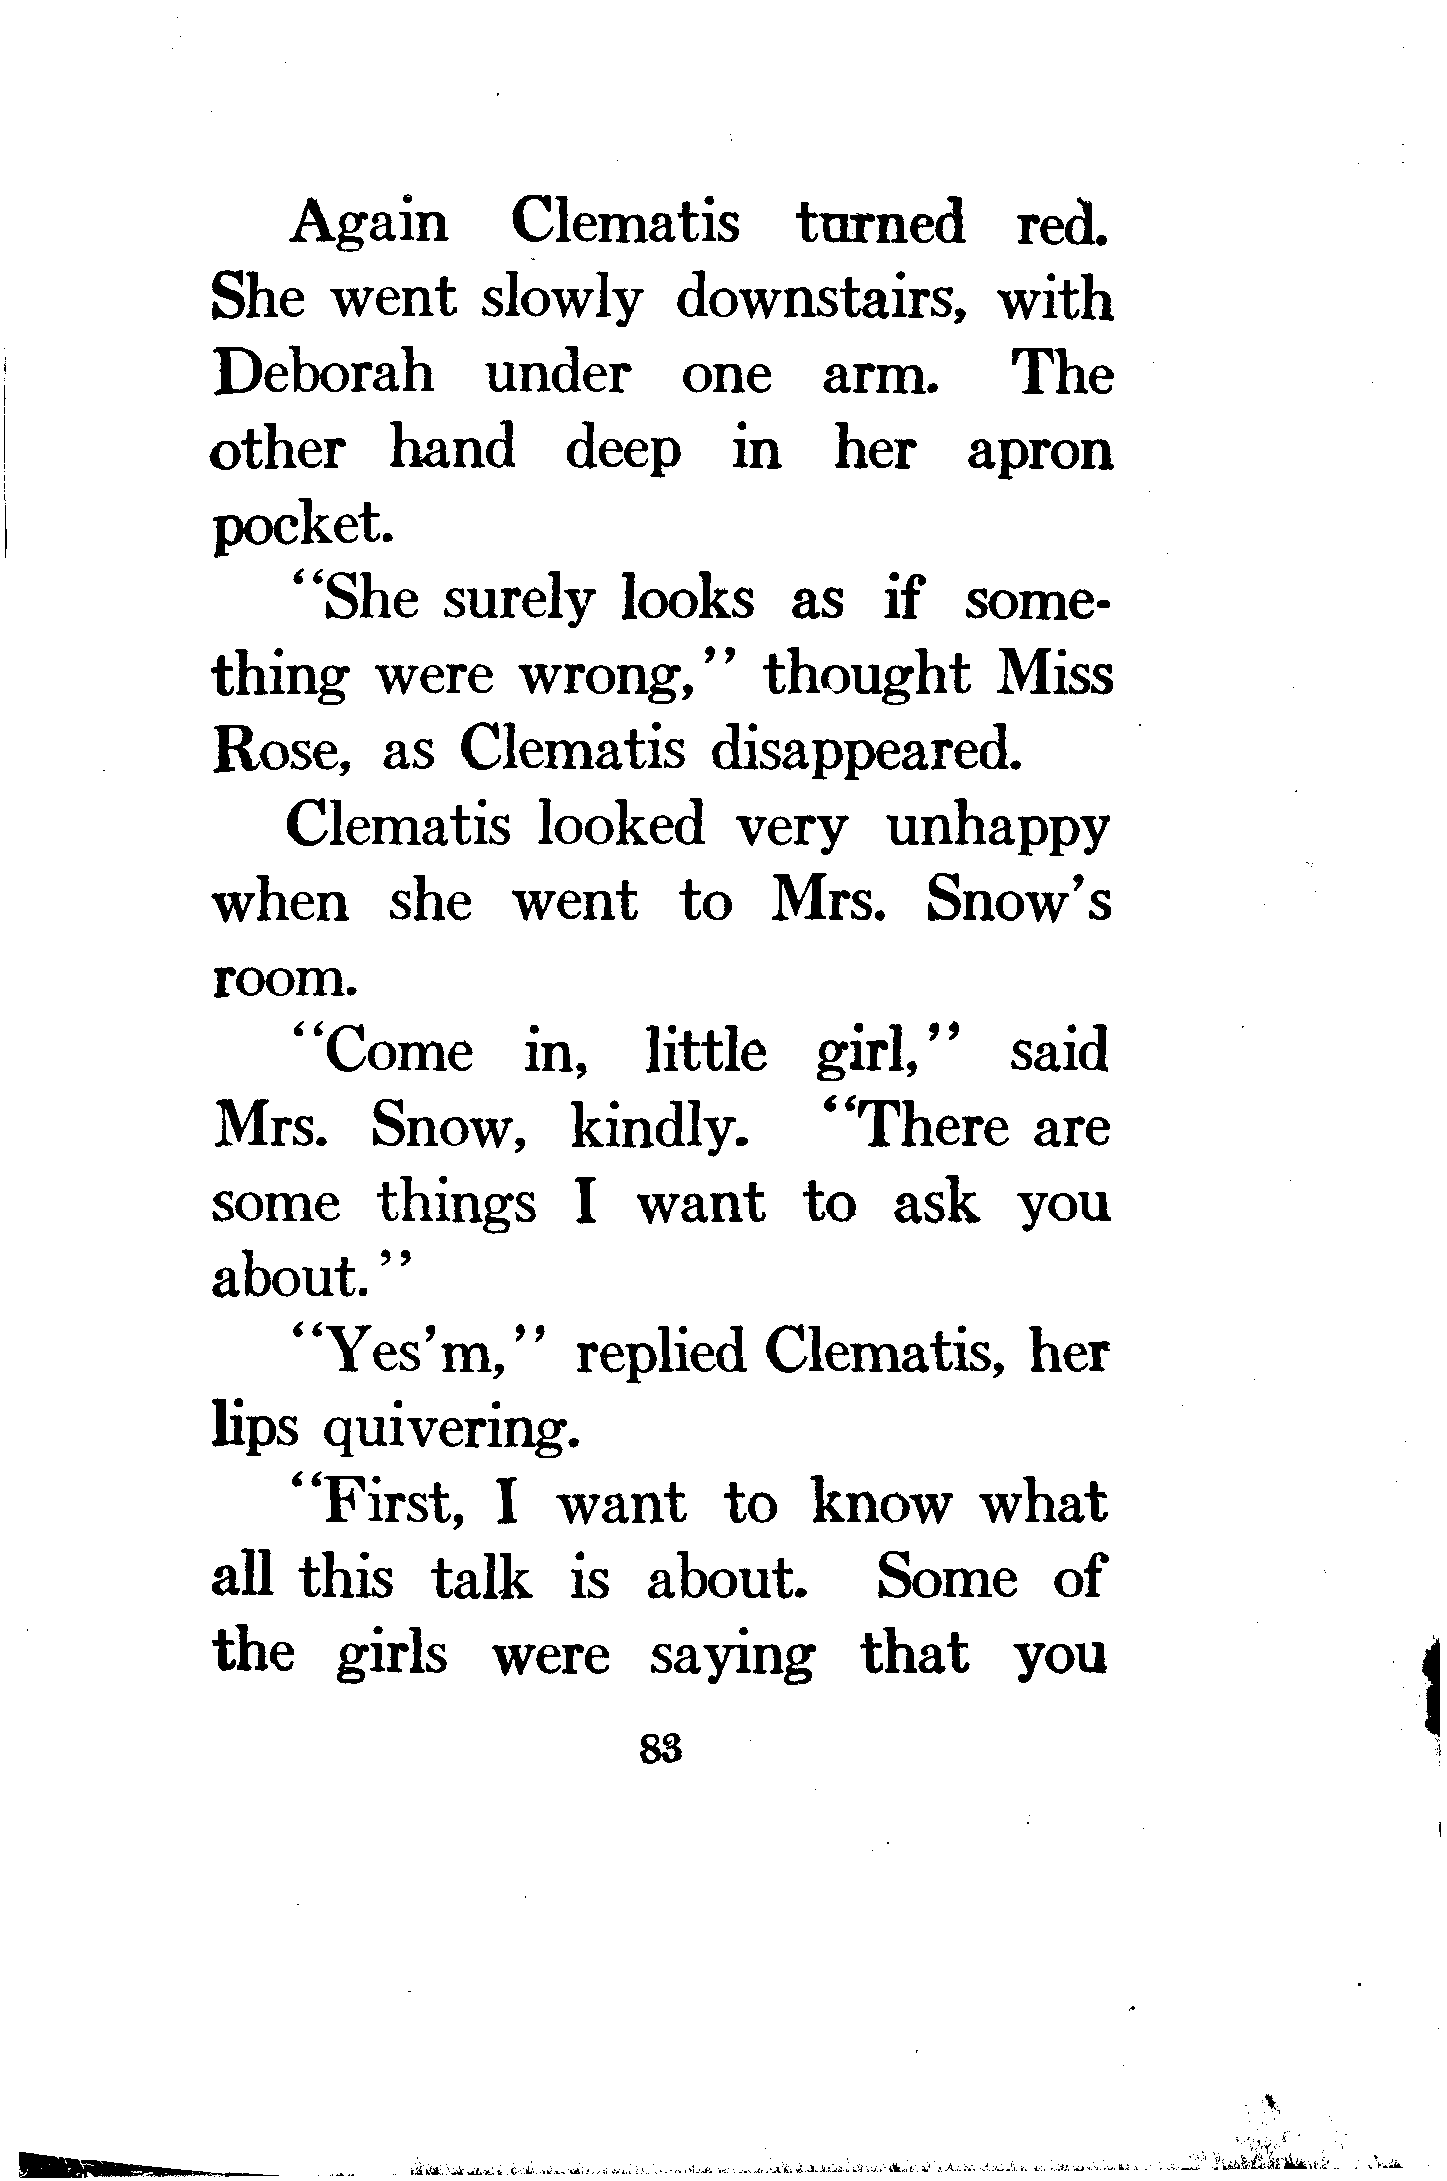 Again Clematis turned red.
She went slowly downstairs, with
Deborah under one arm. The
other hand deep in her apron
pocket.
"She surely looks as if some-
thing were wrong," thought Miss
Rose, as Clematis disappeared.
Clematis looked very unhappy
when she went to Mrs. Snow's
room.
"Come in, little girl," said
Mrs. Snow, kindly. "There are
some things I want to ask you
about."
"Yes'm," replied Clematis, her
lips quivering.
"First, I want to know what
all this talk is about. Some of
the girls were saying that you
83